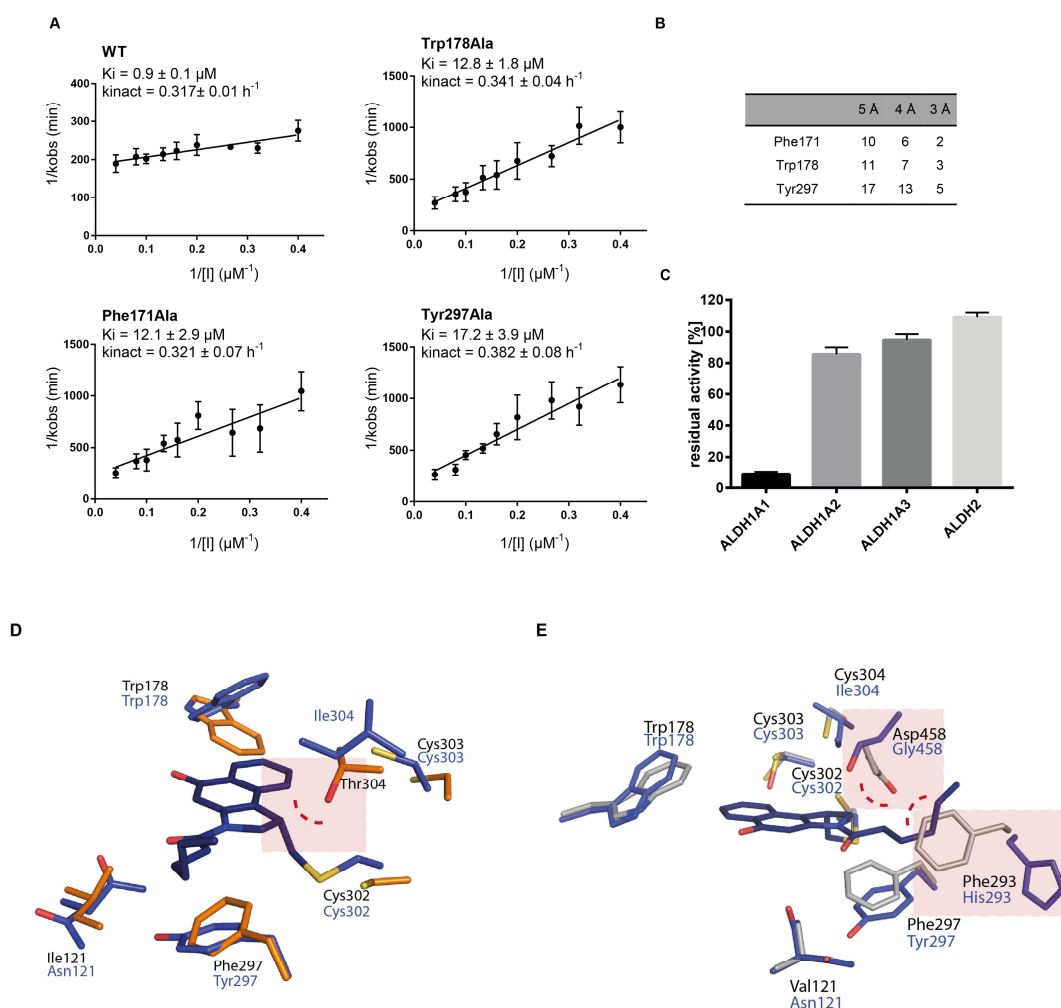 A
WT
Ki = 0.9 ± 0.1 µM
kinact = 0.317± 0.01 h-1
1/kobs (min)
400
300
200
100
0
0.0 0.1 0.2 0.3 0.4
1/[I] (µM-1)
Trp178Ala
Ki = 12.8 ± 1.8 µM
kinact = 0.341 ± 0.04 h-1
1/kobs (min)
1500
1000
500
0
0.0 0.1 0.2 0.3 0.4
1/[I] (µM-1)
Phe171Ala
Ki = 12.1 ± 2.9 µM
kinact = 0.321 ± 0.07 h-1
1/kobs (min)
1500
1000
500
0
0.0 0.1 0.2 0.3 0.4
1/[I] (µM-1)
Tyr297Ala
Ki = 17.2 ± 3.9 µM
kinact = 0.382 ± 0.08 h-1
1/kobs (min)
1500
1000
500
0
0.0 0.1 0.2 0.3 0.4
1/[I] (µM-1)
B
5 A 4 A 3 A
Phe171 10 6 2
Trp178 11 7 3
Tyr297 17 13 5
C
residual activity [%]
120
100
80
60
40
20
0
ALDH1A1 ALDH1A2 ALDH1A3 ALDH2
D
Trp178
Trp178
Ile304
Cys303
Cys303
Thr304
Cys302
Cys302
Ile121
Asn121
Phe297
Tyr297
E
Cys304
Ile304
Trp178
Trp178
Cys303
Cys303
Asp458
Gly458
Cys302
Cys302
Phe293
His293
Phe297
Tyr297
Val121
Asn121